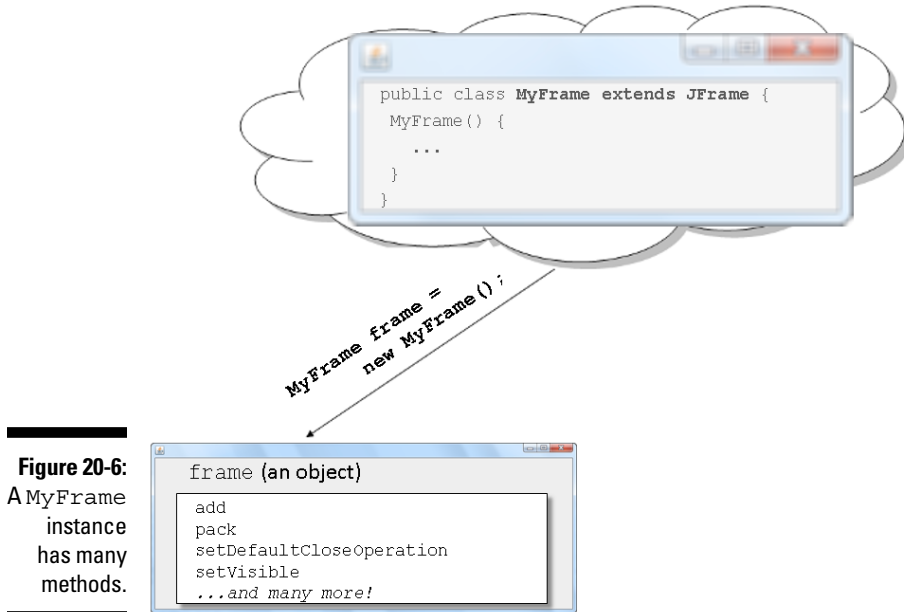 public class MyFrame extends JFrame {
MyFrame() {
...
}
}
MyFrame frame =
new MyFrame();
Figure 20-6:
A MyFrame
instance
has many
methods.
frame (an object)
add
pack
setDefaultCloseOperation
setVisible
...and many more!